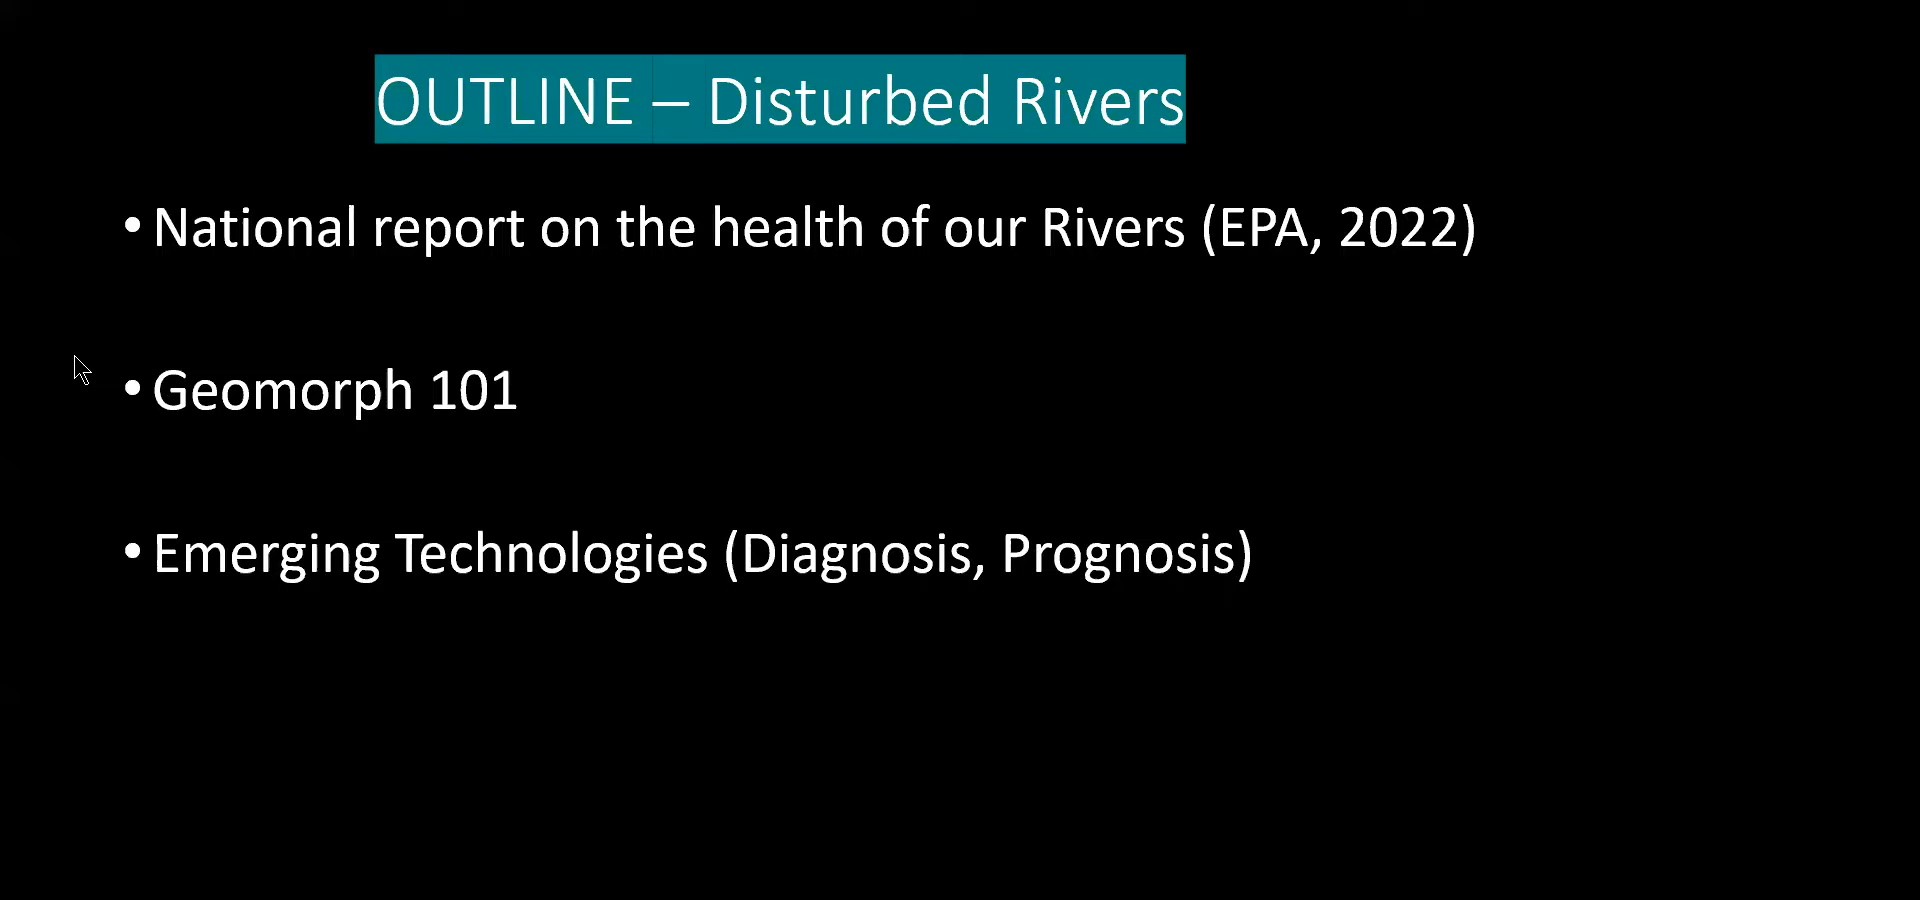 OUTLINE – Disturbed Rivers
• National report on the health of our Rivers (EPA, 2022)
• Geomorph 101
• Emerging Technologies (Diagnosis, Prognosis)